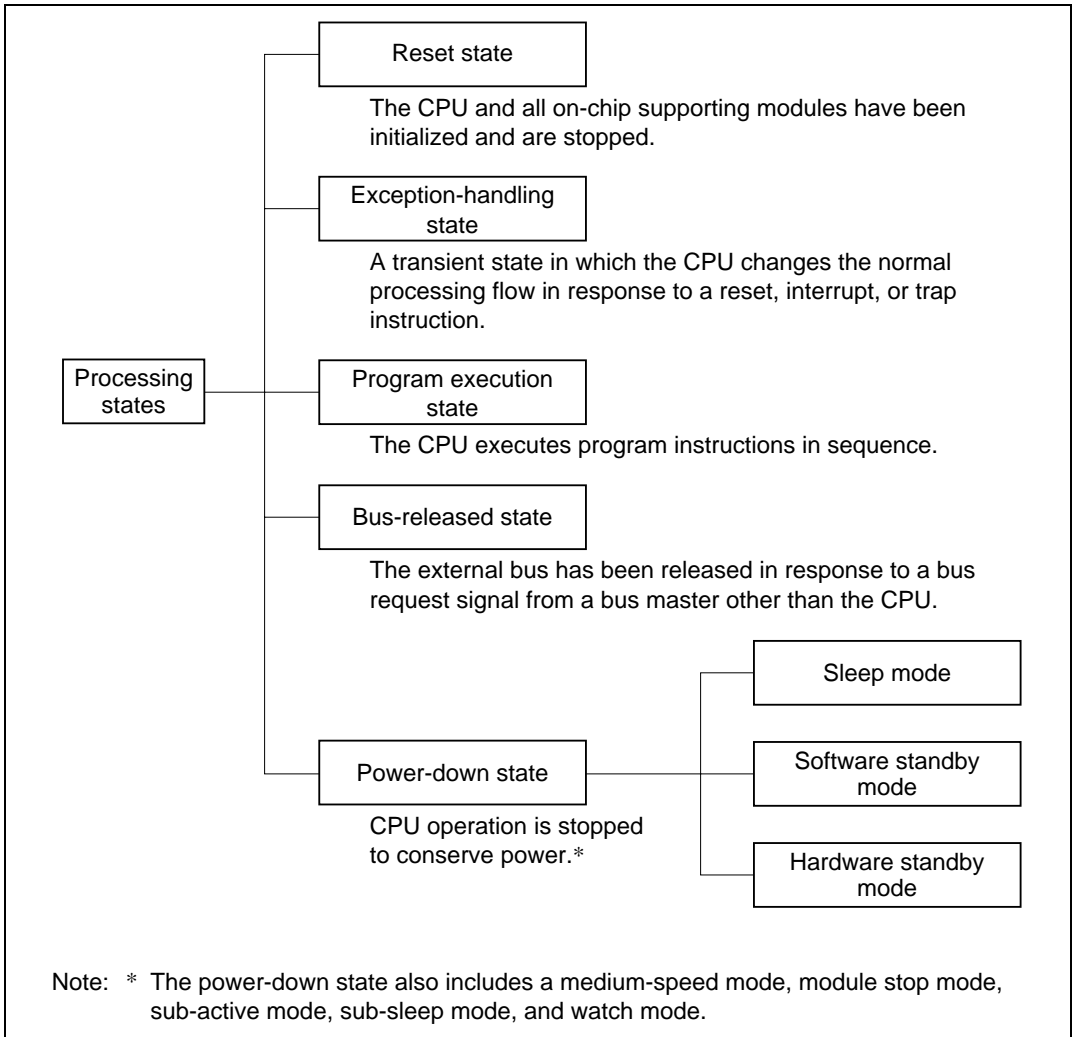 Reset state
The CPU and all on-chip supporting modules have been
initialized and are stopped.
Exception-handling
state
A transient state in which the CPU changes the normal
processing flow in response to a reset, interrupt, or trap
instruction.
Processing
states
Program execution
state
The CPU executes program instructions in sequence.
Bus-released state
The external bus has been released in response to a bus
request signal from a bus master other than the CPU.
Power-down state
CPU operation is stopped
to conserve power.*
Sleep mode
Software standby
mode
Hardware standby
mode
Note: * The power-down state also includes a medium-speed mode, module stop mode,
sub-active mode, sub-sleep mode, and watch mode.